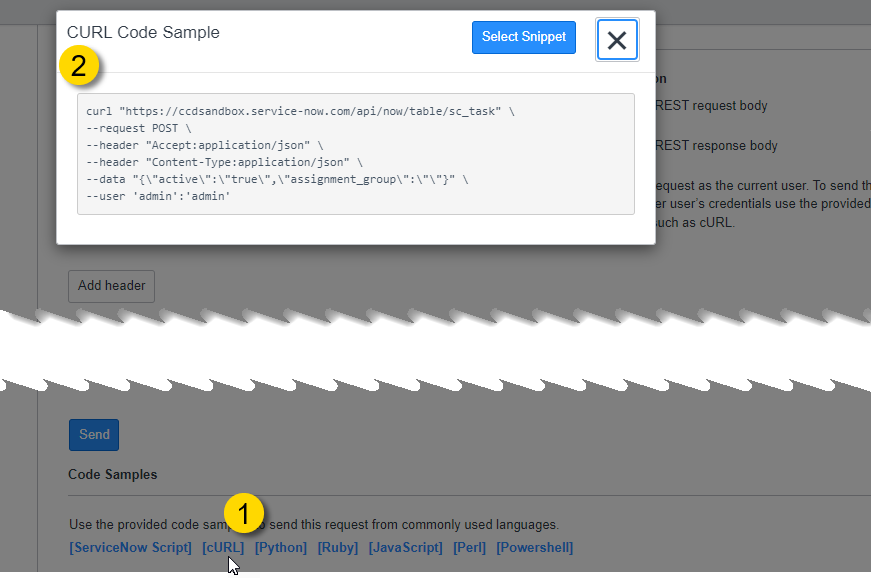 CURL Code Sample
Select Snippet
2
curl "https://ccdsandbox.service-now.com/api/now/table/sc_task" \
--request POST \
--header "Accept:application/json" \
--header "Content-Type:application/json" \
--data "{\"active\":\"true\",\"assignment_group\":\"\"}" \
--user 'admin':'admin'
on
REST request body
REST response body
equest as the current user. To send th
er user's credentials use the provided
such as cURL.
Add header
Send
Code Samples
1
Use the provided code samp to send this request from commonly used languages.
[ServiceNow Script] [cURL] [Python] [Ruby] [JavaScript] [Perl] [Powershell]